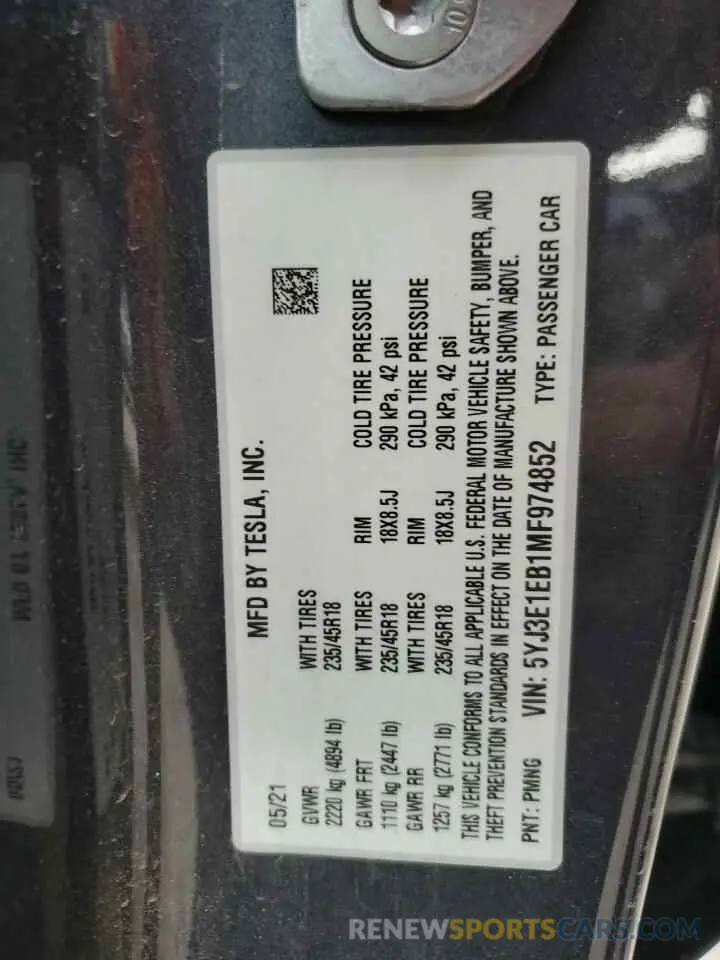 MFD BY TESLA, INC.
05/21
GVWR WITH TIRES
2220 kg (4894 lb) 235/45R18
GAWR FRT WITH TIRES RIM COLD TIRE PRESSURE
1110 kg (2447 lb) 235/45R18 18X8.5J 290 kPa, 42 psi
GAWR RR WITH TIRES RIM COLD TIRE PRESSURE
1257 kg (2771 lb) 235/45R18 18X8.5J 290 kPa, 42 psi
THIS VEHICLE CONFORMS TO ALL APPLICABLE U.S. FEDERAL MOTOR VEHICLE SAFETY, BUMPER, AND
THEFT PREVENTION STANDARDS IN EFFECT ON THE DATE OF MANUFACTURE SHOWN ABOVE.
PNT: PMNG VIN: 5YJ3E1EB1MF974852 TYPE: PASSENGER CAR
RENEWSPORTSCARS.COM